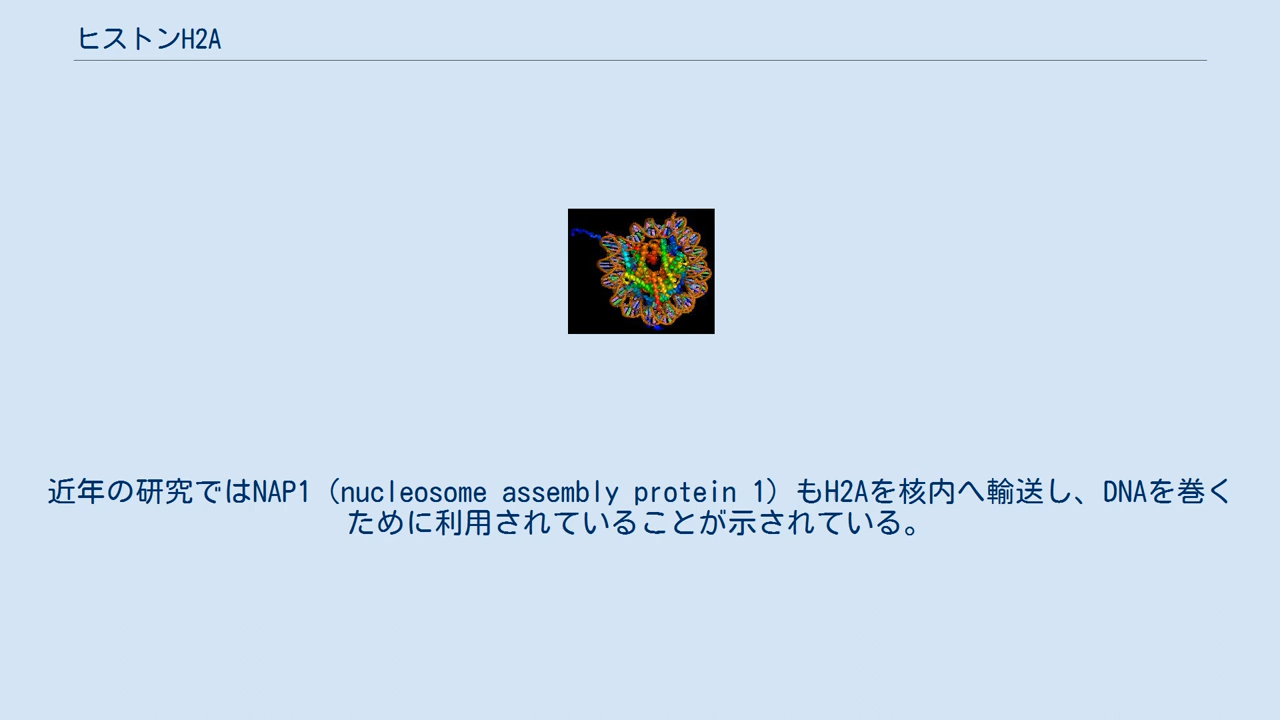 ヒストンH2A
近年の研究ではNAP1（nucleosome assembly protein 1）もH2Aを核内へ輸送し、DNAを巻く
ために利用されていることが示されている。